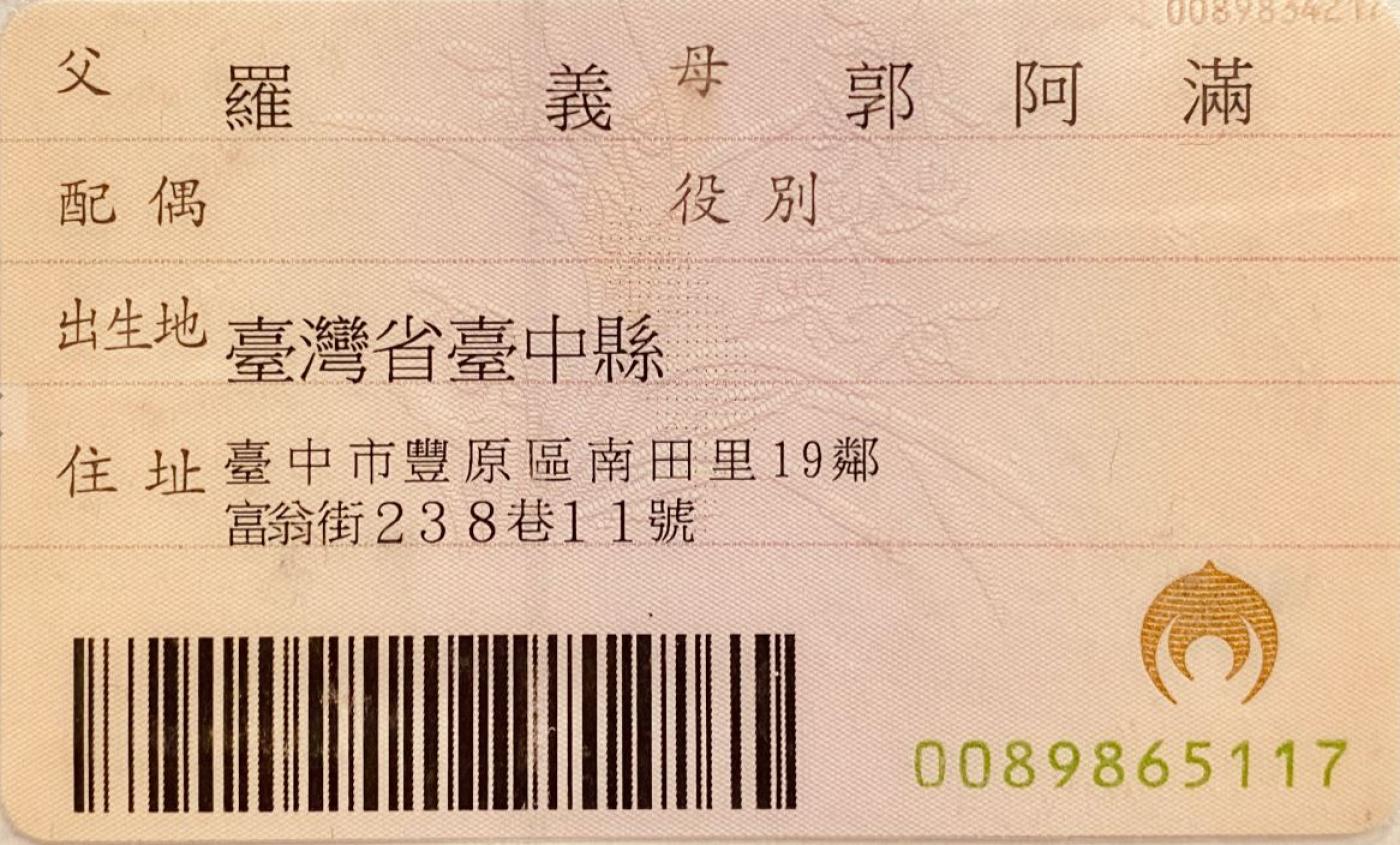 父 羅 義 母 郭 阿 滿
配 偶 役 別
出生地 臺灣省臺中縣
住 址 臺中市豐原區南田里19鄰
富翁街238巷11號
0089865117